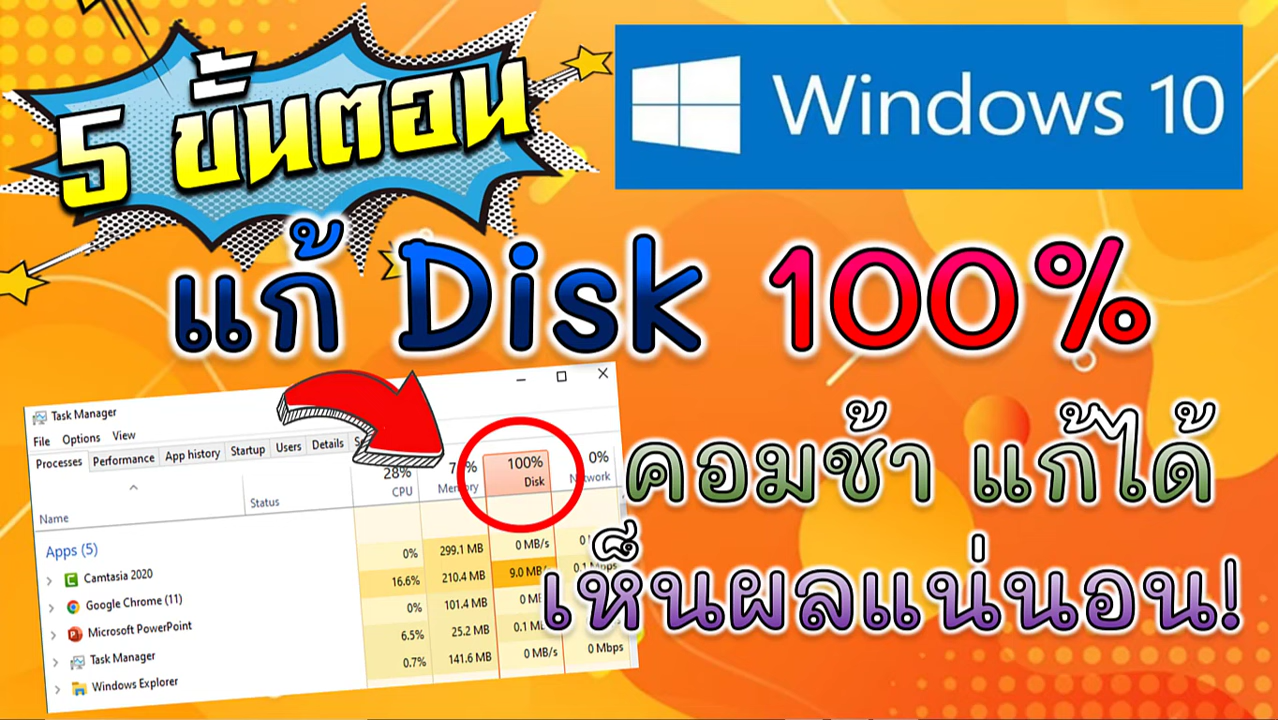 5 ขั้นตอน
Windows 10
แก้ Disk 100%
คอมช้า แก้ได้
เห็นผลแน่นอน!
Task Manager
File Options View
Processes Performance App history Startup Users Details
28% 100% 0%
Name Status CPU Memory Disk Network
Apps (5)
Camtasia 2020 0% 299.1 MB 0 MB/s
Google Chrome (11) 16.6% 210.4 MB 9.0 MB/s 0.1 Mbps
Microsoft PowerPoint 0% 101.4 MB
Task Manager 6.5% 25.2 MB 0.1
Windows Explorer 0.7% 141.6 MB 0 MB/s 0 Mbps